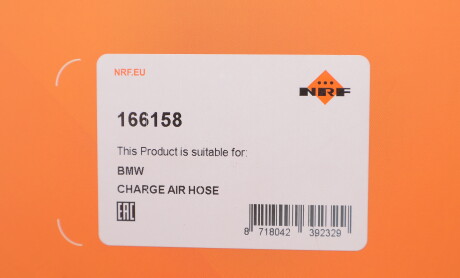 NRF.EU
NRF
166158
This Product is suitable for:
BMW
CHARGE AIR HOSE
EAC
8 718042 392329